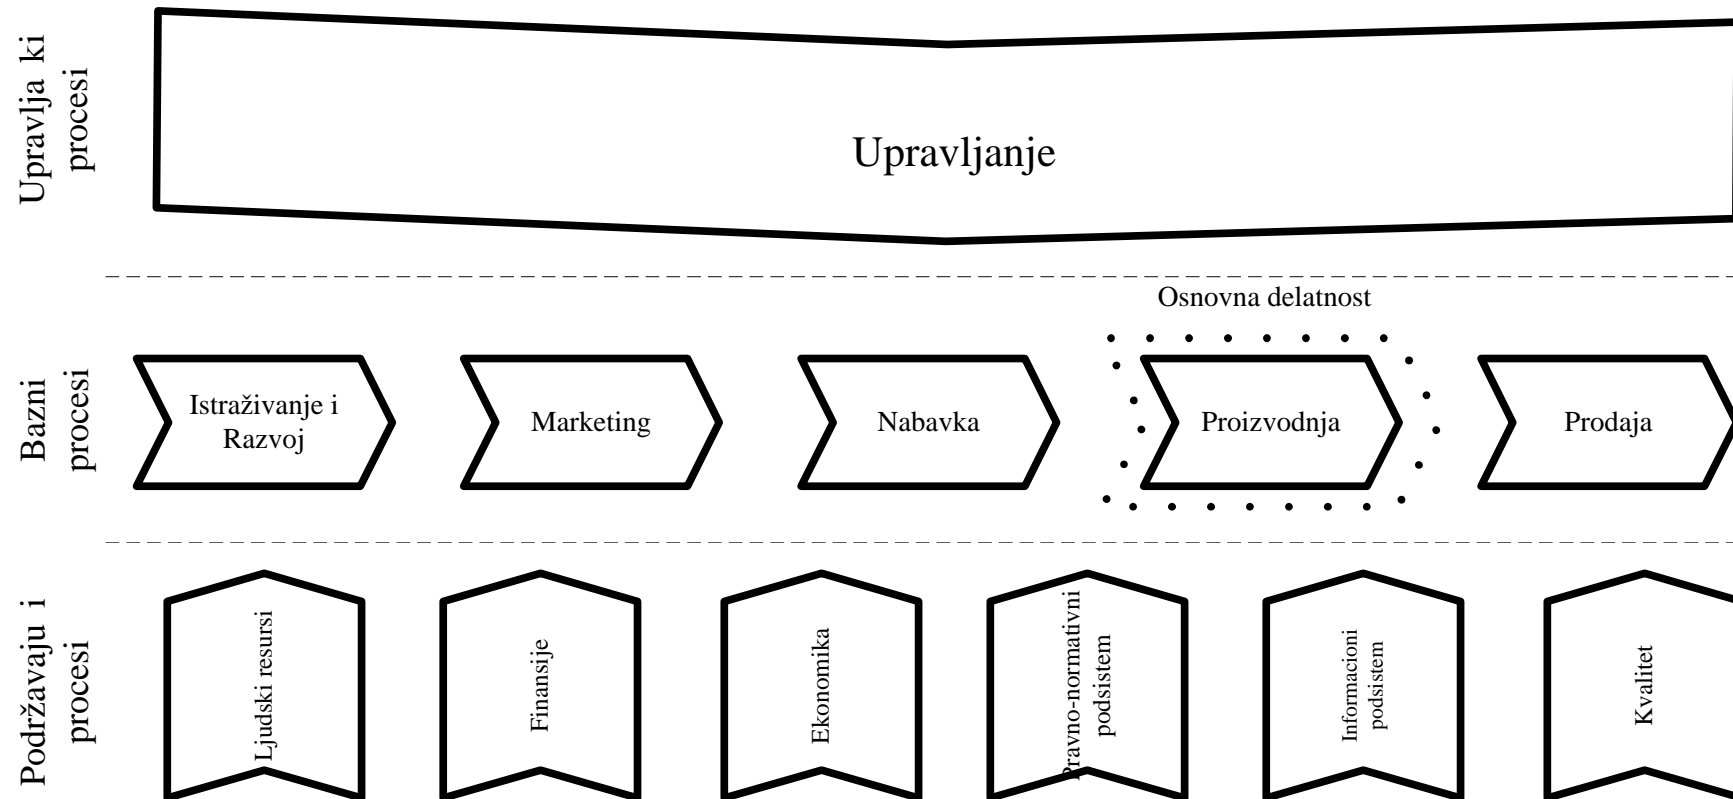 Upravlja ki
procesi
Upravljanje
Osnovna delatnost
Bazni
procesi
Istraživanje i
Razvoj
Marketing
Nabavka
Proizvodnja
Prodaja
Podržavaju i
procesi
Ljudski resursi
Finansije
Ekonomika
Pravno-normativni
podsistem
Informacioni
podsistem
Kvalitet